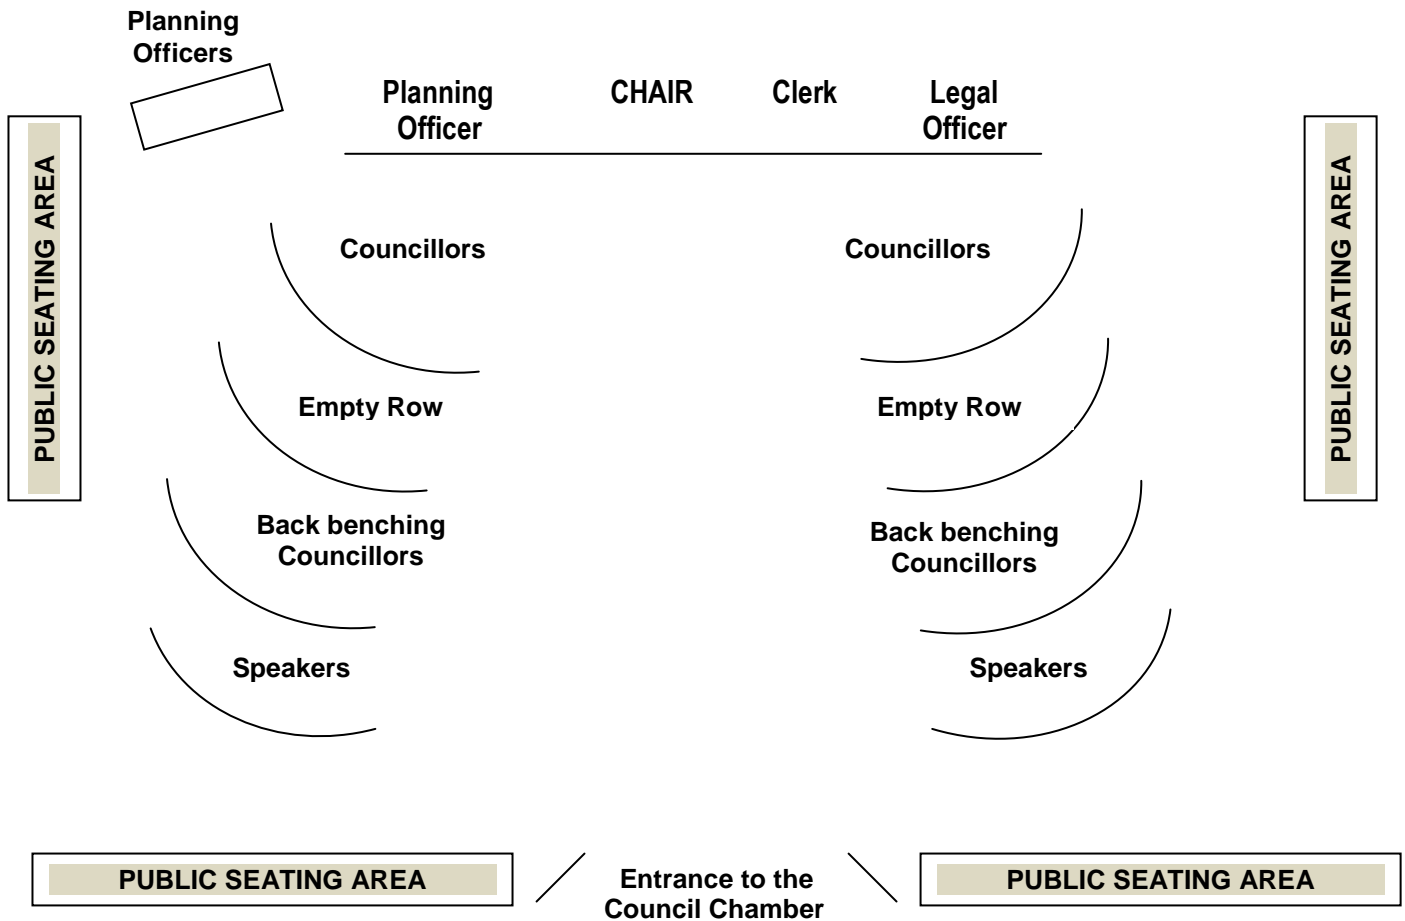 Planning
Officers
Planning
Officer
CHAIR
Clerk
Legal
Officer
PUBLIC SEATING AREA
PUBLIC SEATING AREA
Councillors
Councillors
Empty Row
Empty Row
Back benching
Councillors
Back benching
Councillors
Speakers
Speakers
PUBLIC SEATING AREA
Entrance to the
Council Chamber
PUBLIC SEATING AREA